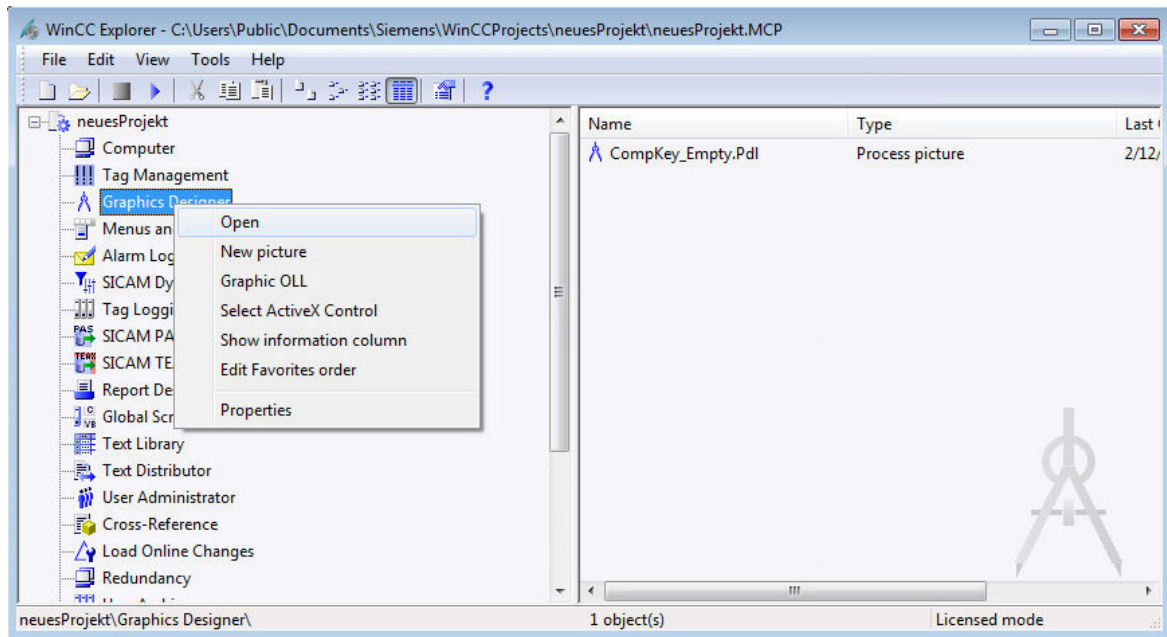 WinCC Explorer - C:\Users\Public\Documents\Siemens\WinCCProjects\neuesProjekt\neuesProjekt.MCP
File Edit View Tools Help
neuesProjekt
Computer
Tag Management
Graphics Designer
Menus an
Alarm Log
SICAM Dy
Tag Loggi
SICAM PA
SICAM TE
Report De
Global Scr
Text Library
Text Distributor
User Administrator
Cross-Reference
Load Online Changes
Redundancy
Open
New picture
Graphic OLL
Select ActiveX Control
Show information column
Edit Favorites order
Properties
Name Type Last
CompKey_Empty.Pdl Process picture 2/12/
neuesProjekt\Graphics Designer\ 1 object(s) Licensed mode